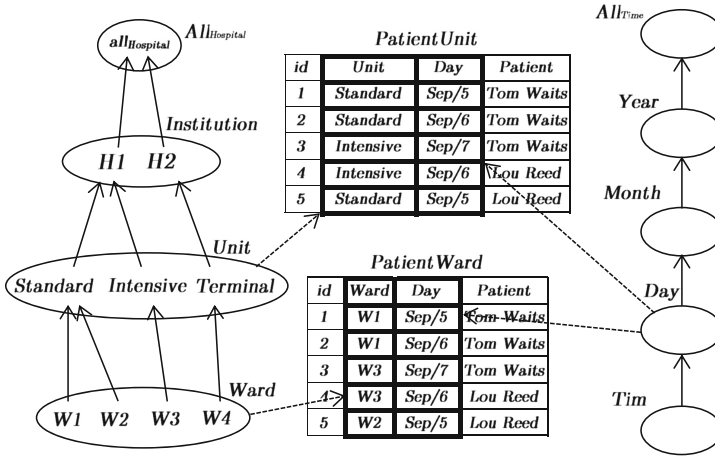 all_Hospital
All_Hospital
Institution
H1 H2
Unit
Standard Intensive Terminal
Ward
W1 W2 W3 W4
PatientUnit
id Unit Day Patient
1 Standard Sep/5 Tom Waits
2 Standard Sep/6 Tom Waits
3 Intensive Sep/7 Tom Waits
4 Intensive Sep/6 Lou Reed
5 Standard Sep/5 Lou Reed
PatientWard
id Ward Day Patient
1 W1 Sep/5 Tom Waits
2 W1 Sep/6 Tom Waits
3 W3 Sep/7 Tom Waits
4 W3 Sep/6 Lou Reed
5 W2 Sep/5 Lou Reed
All_Time
Year
Month
Day
Tim